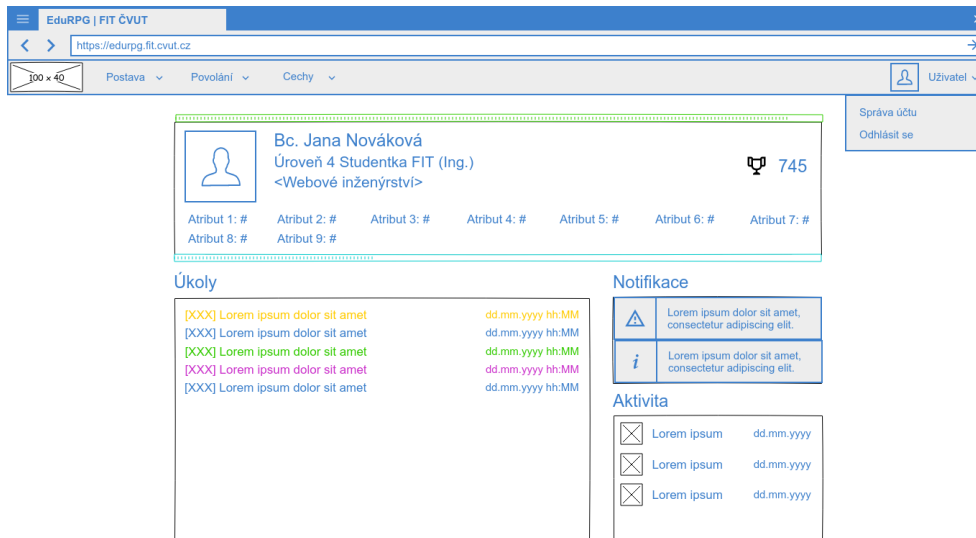 EduRPG | FIT ČVUT
https://edurpg.fit.cvut.cz
100 x 40 Postava Povolání Cechy Uživatel
Správa účtu
Odhlásit se
Bc. Jana Nováková
Úroveň 4 Studentka FIT (Ing.)
<Webové inženýrství>
745
Atribut 1: # Atribut 2: # Atribut 3: # Atribut 4: # Atribut 5: # Atribut 6: # Atribut 7: #
Atribut 8: # Atribut 9: #
Úkoly
[XXX] Lorem ipsum dolor sit amet dd.mm.yyyy hh:MM
[XXX] Lorem ipsum dolor sit amet dd.mm.yyyy hh:MM
[XXX] Lorem ipsum dolor sit amet dd.mm.yyyy hh:MM
[XXX] Lorem ipsum dolor sit amet dd.mm.yyyy hh:MM
[XXX] Lorem ipsum dolor sit amet dd.mm.yyyy hh:MM
Notifikace
Lorem ipsum dolor sit amet,
consectetur adipiscing elit.
i
Lorem ipsum dolor sit amet,
consectetur adipiscing elit.
Aktivita
Lorem ipsum dd.mm.yyyy
Lorem ipsum dd.mm.yyyy
Lorem ipsum dd.mm.yyyy